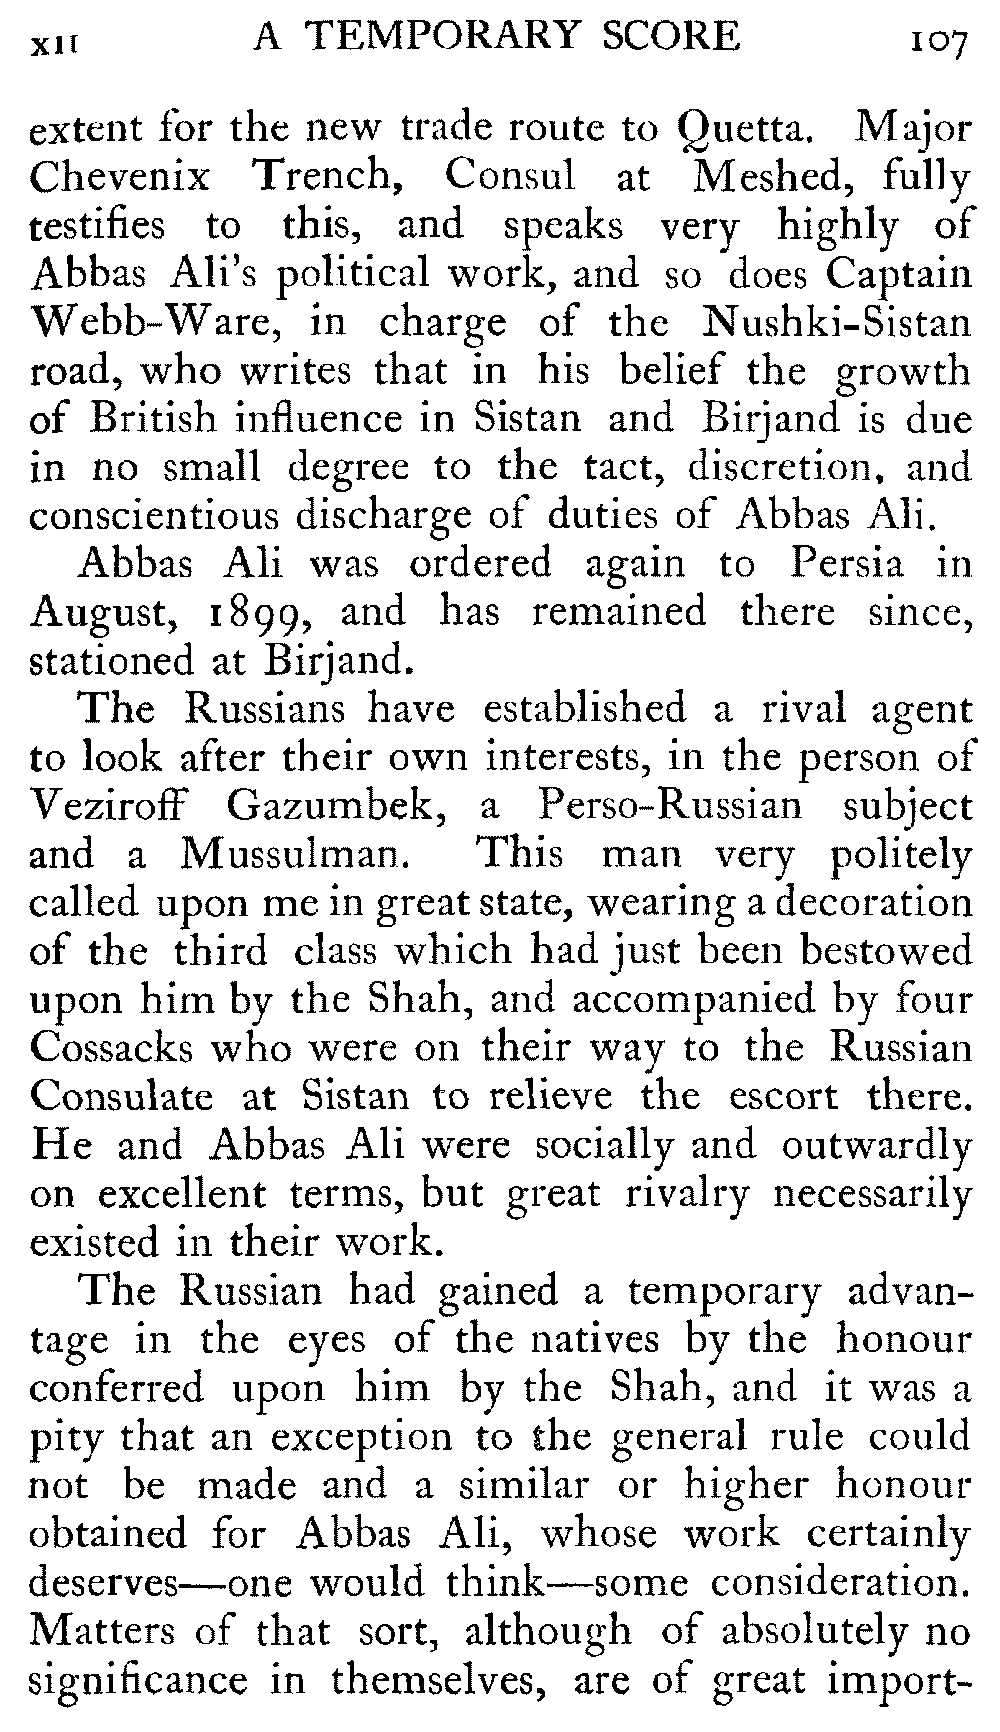 XII A TEMPORARY SCORE 107
extent for the new trade route to Quetta. Major
Chevenix Trench, Consul at Meshed, fully
testifies to this, and speaks very highly of
Abbas Ali's political work, and so does Captain
Webb-Ware, in charge of the Nushki-Sistan
road, who writes that in his belief the growth
of British influence in Sistan and Birjand is due
in no small degree to the tact, discretion, and
conscientious discharge of duties of Abbas Ali.
Abbas Ali was ordered again to Persia in
August, 1899, and has remained there since,
stationed at Birjand.
The Russians have established a rival agent
to look after their own interests, in the person of
Veziroff Gazumbek, a Perso-Russian subject
and a Mussulman. This man very politely
called upon me in great state, wearing a decoration
of the third class which had just been bestowed
upon him by the Shah, and accompanied by four
Cossacks who were on their way to the Russian
Consulate at Sistan to relieve the escort there.
He and Abbas Ali were socially and outwardly
on excellent terms, but great rivalry necessarily
existed in their work.
The Russian had gained a temporary advan-
tage in the eyes of the natives by the honour
conferred upon him by the Shah, and it was a
pity that an exception to the general rule could
not be made and a similar or higher honour
obtained for Abbas Ali, whose work certainly
deserves—one would think—some consideration.
Matters of that sort, although of absolutely no
significance in themselves, are of great import-